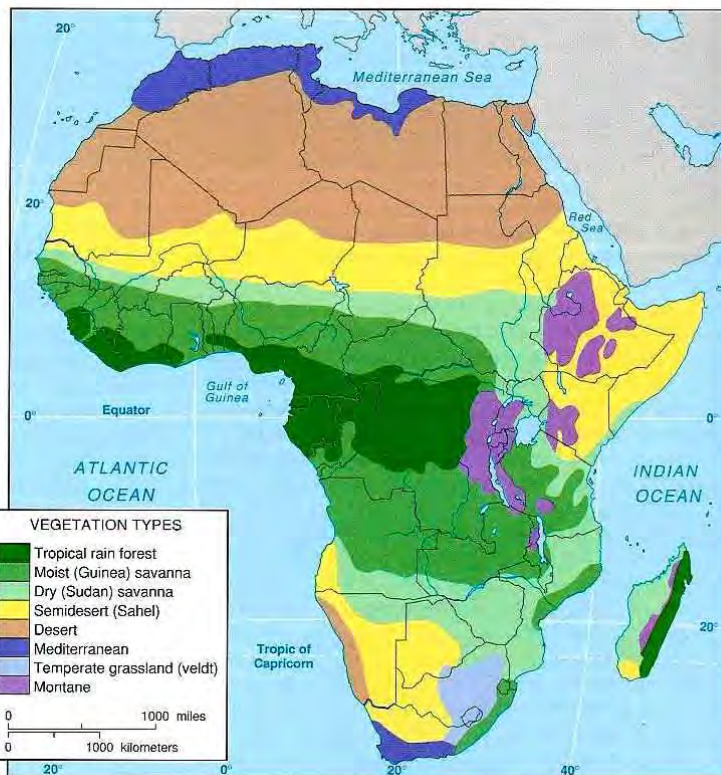 20°
Mediterranean Sea
20°
Red
Sea
Gulf of
Guinea
0°
Equator
0°
ATLANTIC
OCEAN
INDIAN
OCEAN
VEGETATION TYPES
Tropical rain forest
Moist (Guinea) savanna
Dry (Sudan) savanna
Semidesert (Sahel)
Desert
Mediterranean
Temperate grassland (veldt)
Montane
Tropic of
Capricorn
20°
0
1000 miles
0
1000 kilometers
20°
0°
20°
40°